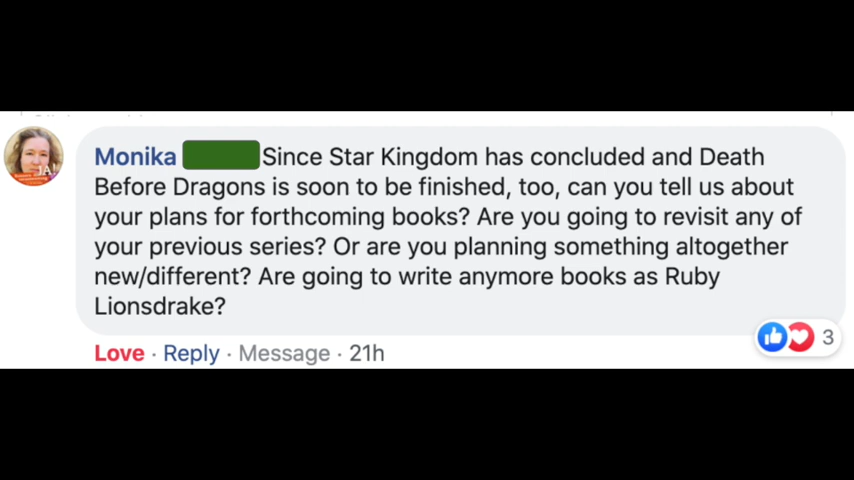 Monika Since Star Kingdom has concluded and Death
Before Dragons is soon to be finished, too, can you tell us about
your plans for forthcoming books? Are you going to revisit any of
your previous series? Or are you planning something altogether
new/different? Are going to write anymore books as Ruby
Lionsdrake?
JA!
Love · Reply · Message · 21h
3